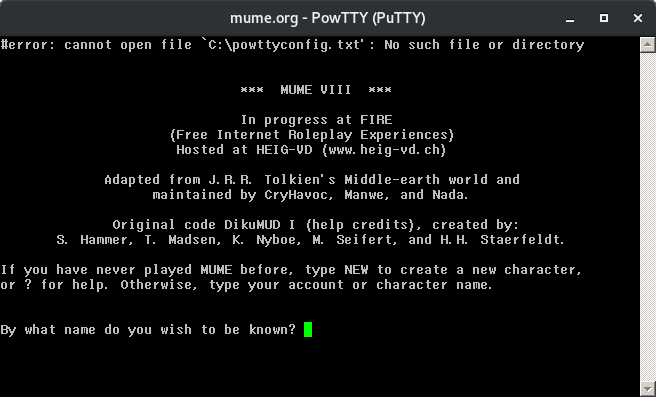 mume.org - PowTTY (PuTTY)
#error: cannot open file `C:\powttyconfig.txt': No such file or directory
*** MUME VIII ***
In progress at FIRE
(Free Internet Roleplay Experiences)
Hosted at HEIG-VD (www.heig-vd.ch)
Adapted from J.R.R. Tolkien's Middle-earth world and
maintained by CryHavoc, Manwe, and Nada.
Original code DikuMUD I (help credits), created by:
S. Hammer, T. Madsen, K. Nyboe, M. Seifert, and H.H. Staerfeldt.
If you have never played MUME before, type NEW to create a new character,
or ? for help. Otherwise, type your account or character name.
By what name do you wish to be known?